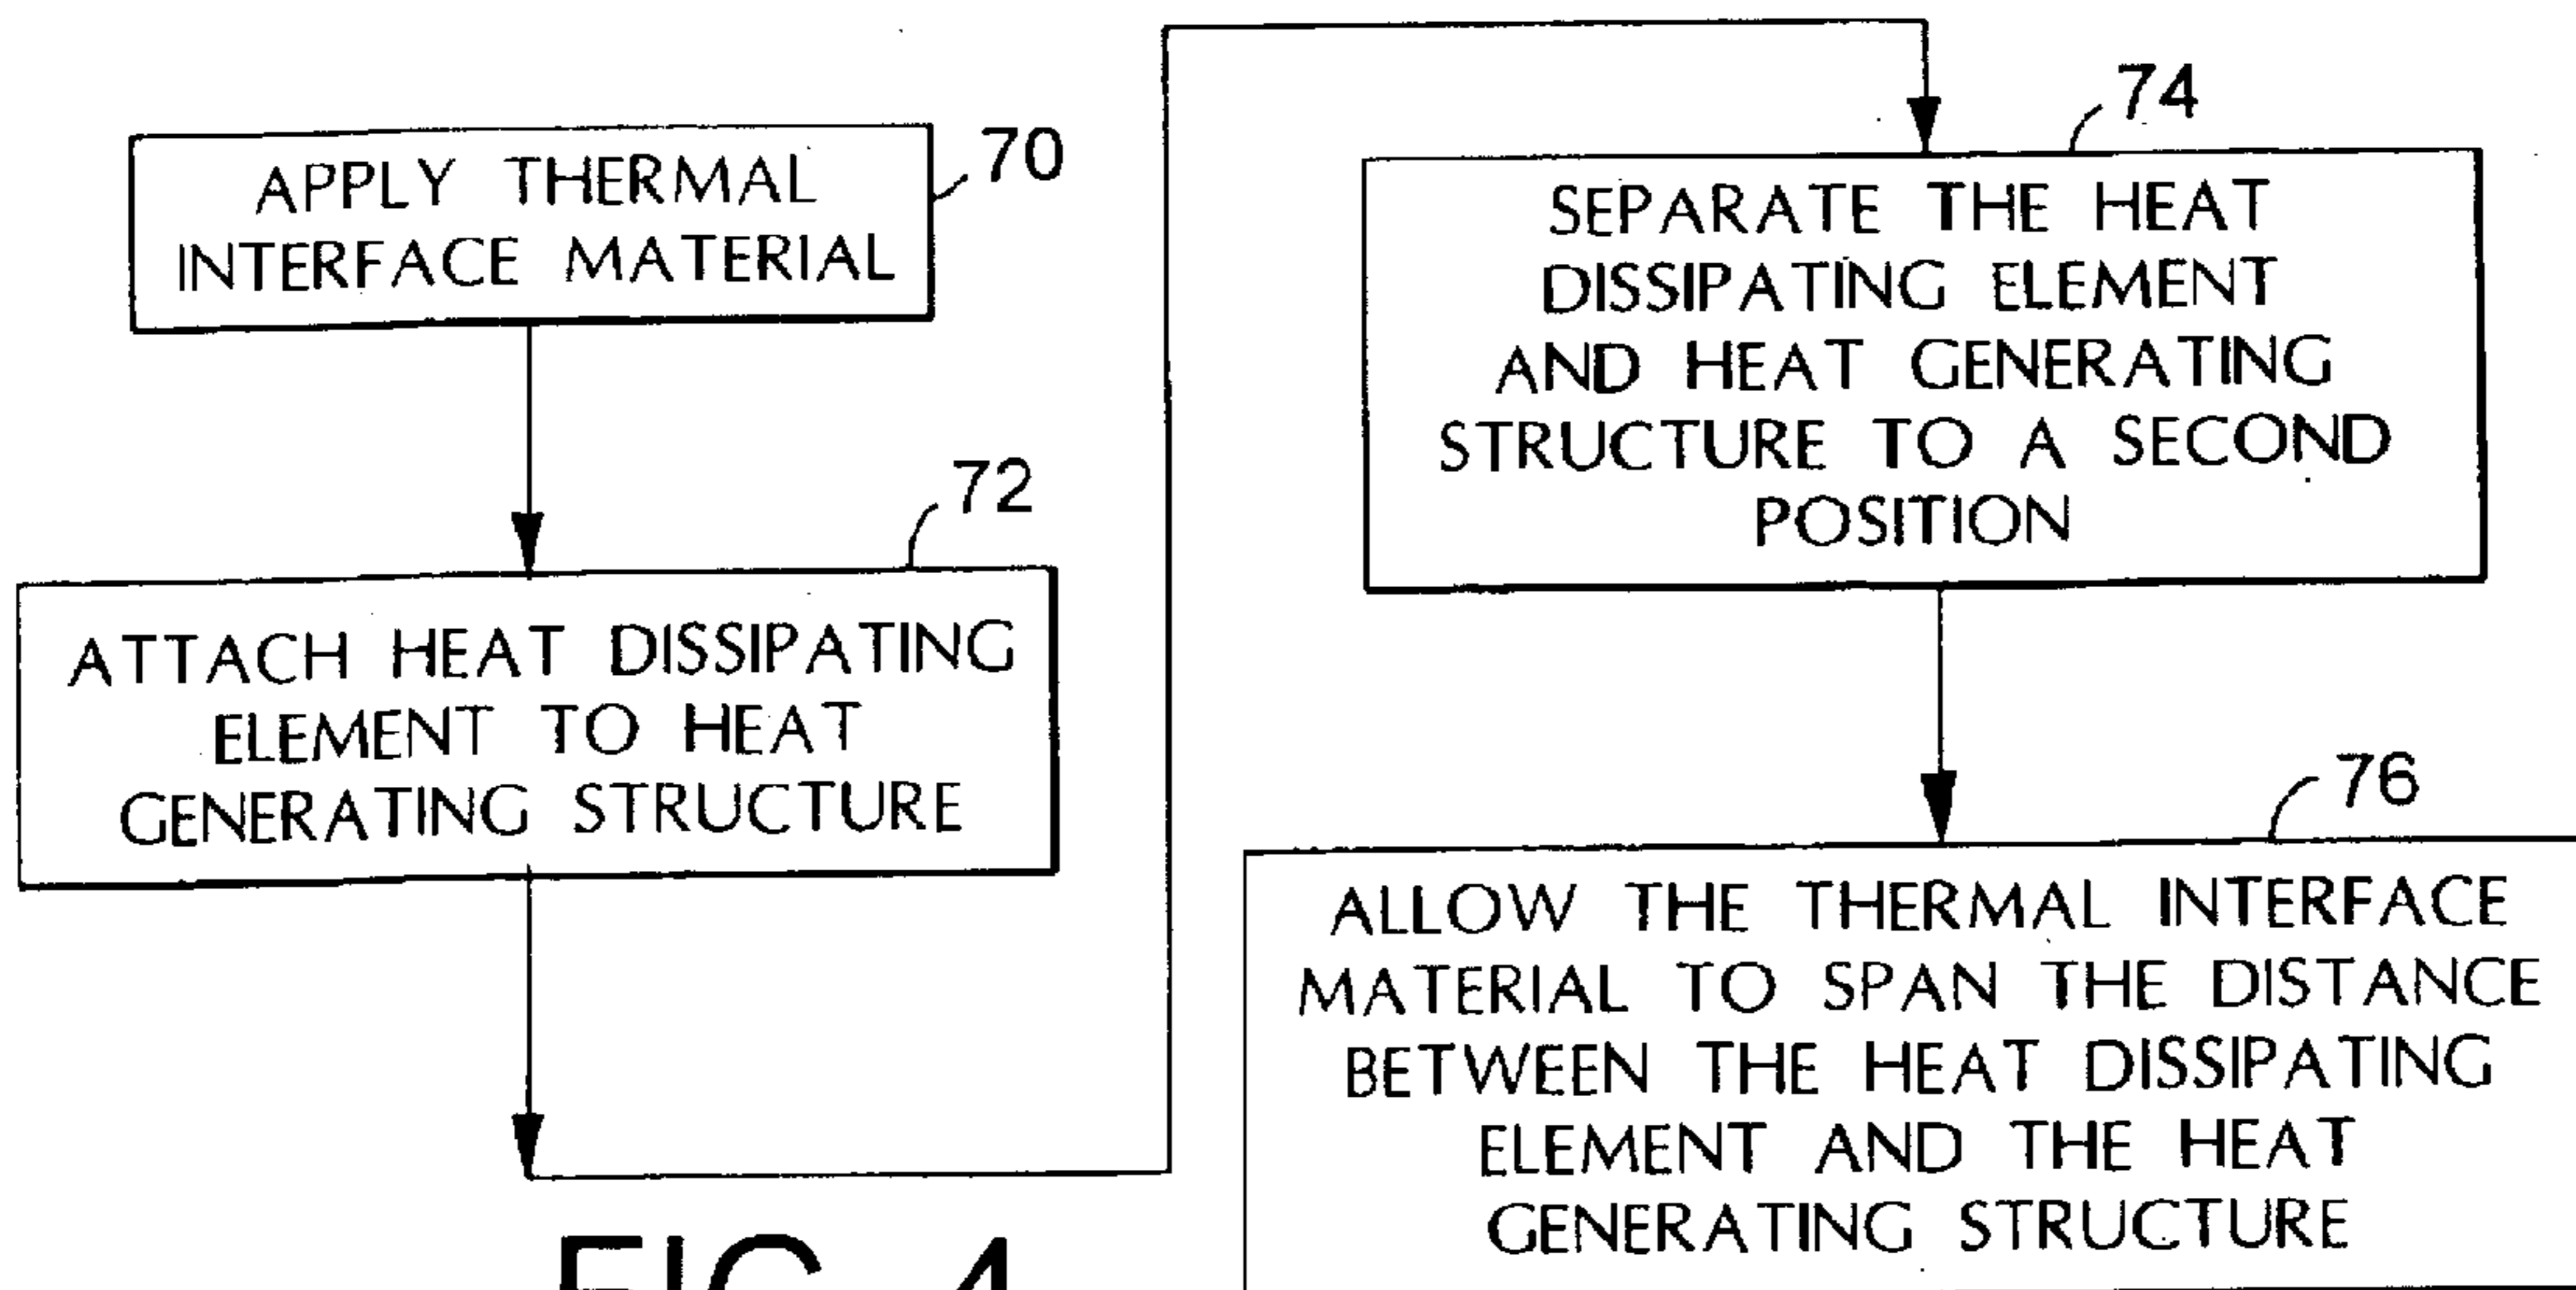 APPLY THERMAL
INTERFACE MATERIAL
70
ATTACH HEAT DISSIPATING
ELEMENT TO HEAT
GENERATING STRUCTURE
72
SEPARATE THE HEAT
DISSIPATING ELEMENT
AND HEAT GENERATING
STRUCTURE TO A SECOND
POSITION
74
ALLOW THE THERMAL INTERFACE
MATERIAL TO SPAN THE DISTANCE
BETWEEN THE HEAT DISSIPATING
ELEMENT AND THE HEAT
GENERATING STRUCTURE
76
FIG. 4